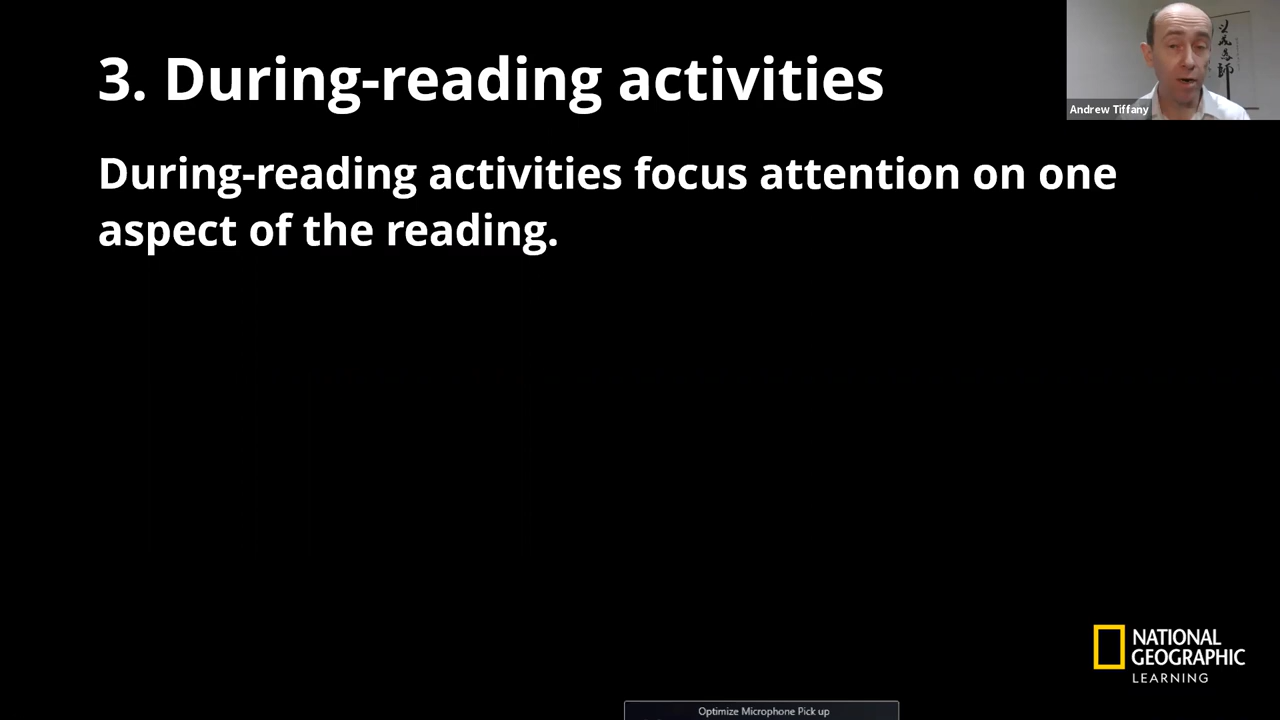 3. During-reading activities
Andrew Tiffany
During-reading activities focus attention on one
aspect of the reading.
NATIONAL
GEOGRAPHIC
LEARNING
Optimize Microphone Pick up